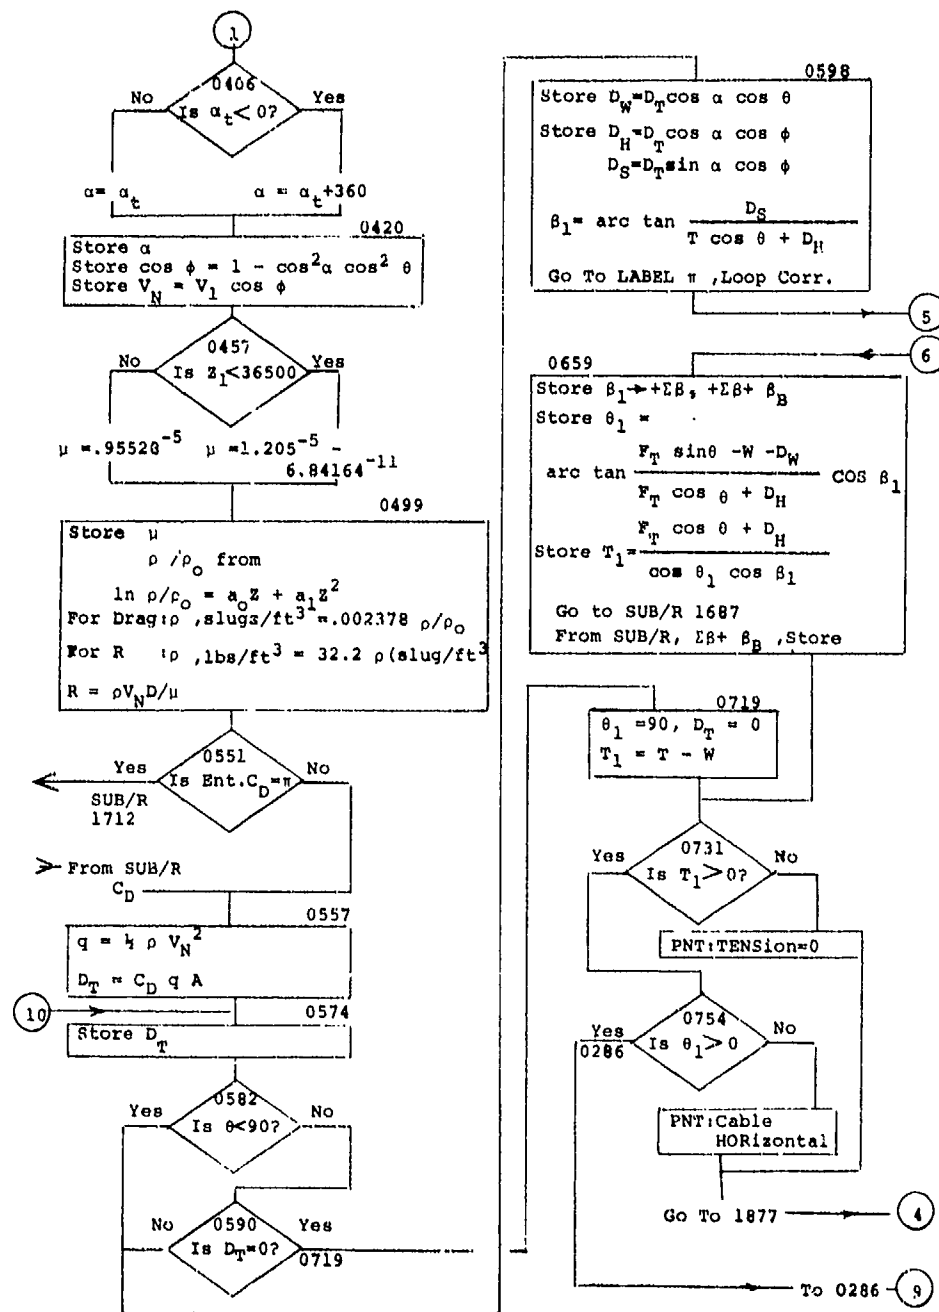 1
0406
No Yes
Is α_t < 0?
α= α_t α = α_t+360
0420
Store α
Store cos φ = 1 - cos²α cos² θ
Store V_N = V_1 cos φ
0457
No Yes
Is Z_1<36500
μ =.95520⁻⁵ μ =1.205⁻⁵ -
6.84164⁻¹¹
0499
Store μ
ρ /ρ_o from
ln ρ/ρ_o = a_o Z + a_1 Z²
For Drag:ρ ,slugs/ft³ =.002378 ρ/ρ_o
For R :ρ ,lbs/ft³ = 32.2 ρ(slug/ft³
R = ρV_N D/μ
0551
Yes No
Is Ent.C_D=π
SUB/R
1712
From SUB/R
C_D
0557
q = ½ ρ V_N²
D_T = C_D q A
10
0574
Store D_T
0582
Yes No
Is θ<90?
0590
No Yes
Is D_T=0?
0719
0598
Store D_W=D_T cos α cos θ
Store D_H=D_T cos α cos φ
D_S=D_T sin α cos φ
β_1= arc tan D_S
T cos θ + D_H
Go To LABEL π ,Loop Corr.
5
6
0659
Store β_1→+Σβ, +Σβ+ β_B
Store θ_1 =
F_T sinθ -W -D_W
arc tan COS β_1
F_T cos θ + D_H
F_T cos θ + D_H
Store T_1=
cos θ_1 cos β_1
Go to SUB/R 1687
From SUB/R, Σβ+ β_B ,Store
0719
θ_1 =90, D_T = 0
T_1 = T - W
0731
Yes No
Is T_1>0?
PNT:TENSion=0
0754
Yes No
0286
Is θ_1>0
PNT:Cable
HORizontal
Go To 1877
4
To 0286
9